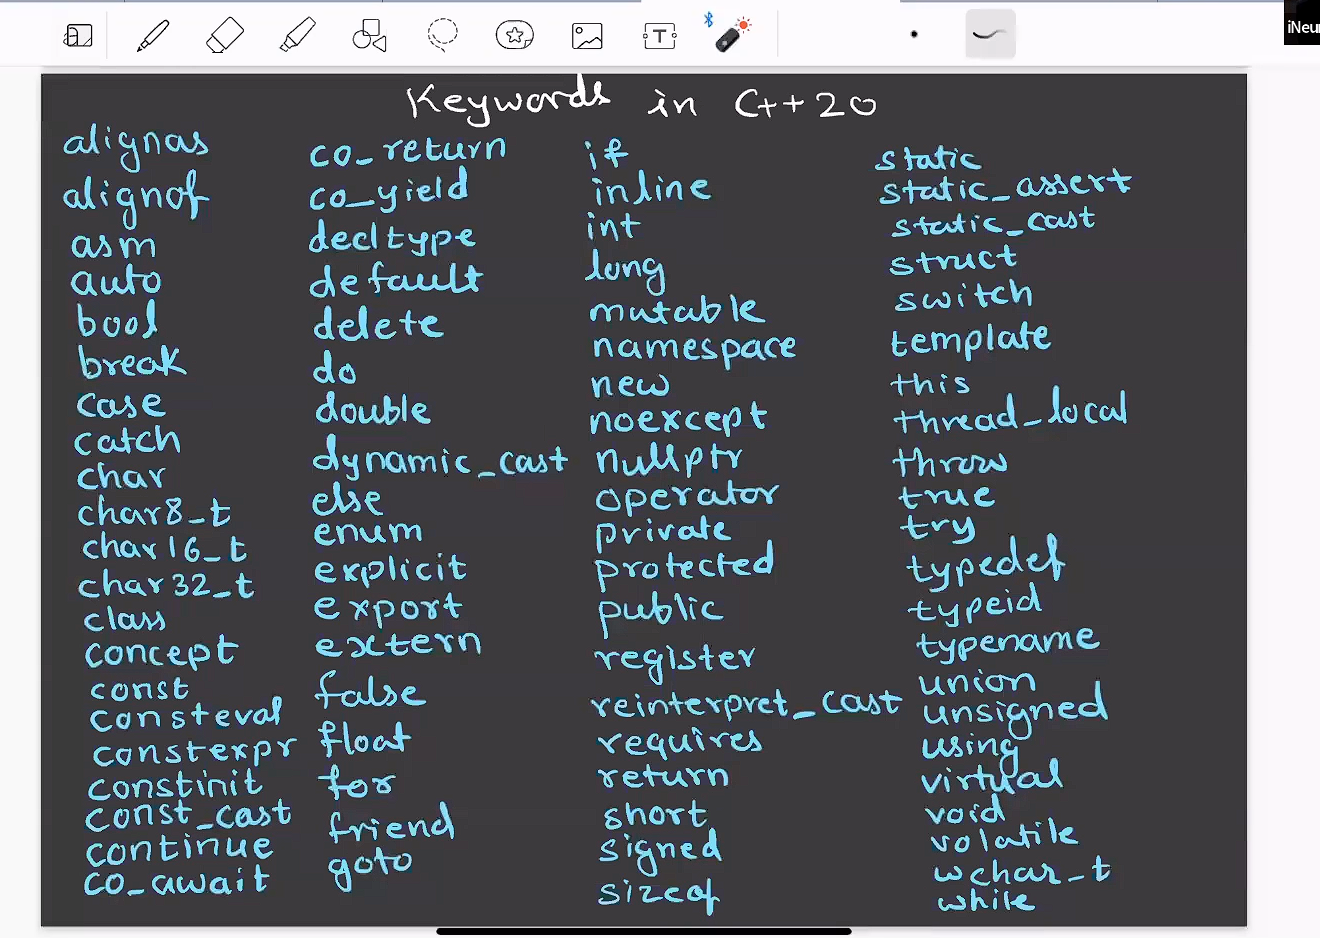 iNeur
Keywords in C++20
alignas
alignof
asm
auto
bool
break
case
catch
char
char8_t
char16_t
char32_t
class
concept
const
consteval
constexpr
constinit
const_cast
continue
co_await
co_return
co_yield
decltype
default
delete
do
double
dynamic_cast
else
enum
explicit
export
extern
false
float
for
friend
goto
if
inline
int
long
mutable
namespace
new
noexcept
nullptr
operator
private
protected
public
register
reinterpret_cast
requires
return
short
signed
sizeof
static
static_assert
static_cast
struct
switch
template
this
thread_local
throw
true
try
typedef
typeid
typename
union
unsigned
using
virtual
void
volatile
wchar_t
while